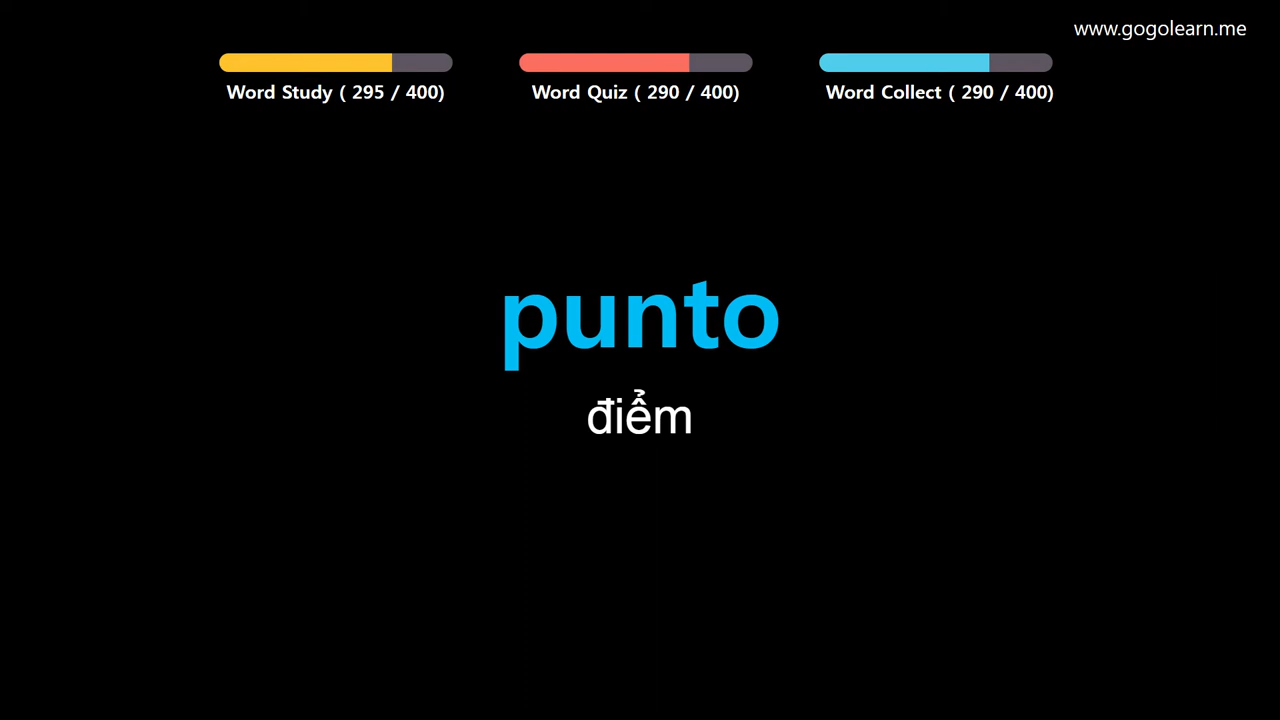 www.gogolearn.me
Word Study ( 295 / 400)
Word Quiz ( 290 / 400)
Word Collect ( 290 / 400)
punto
điểm